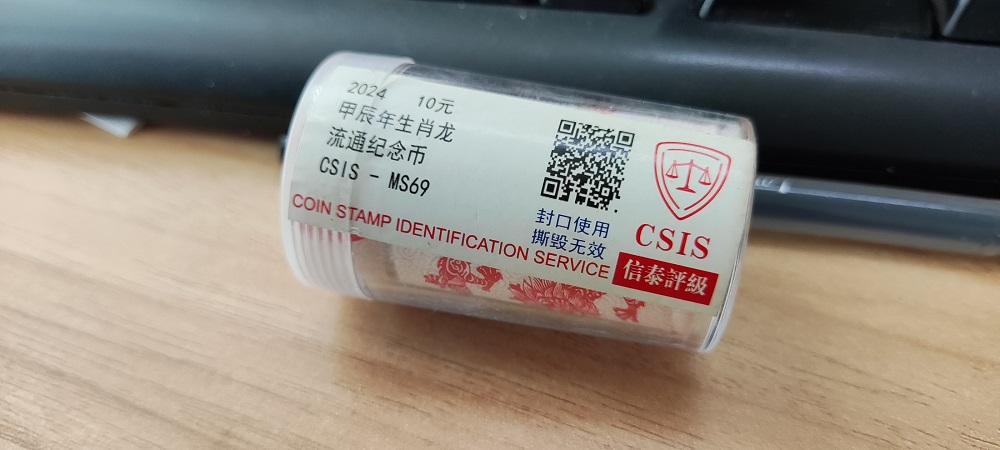 2024 10元
甲辰年生肖龙
流通纪念币
CSIS - MS69
COIN STAMP IDENTIFICATION SERVICE
封口使用
撕毁无效
CSIS
信泰評級